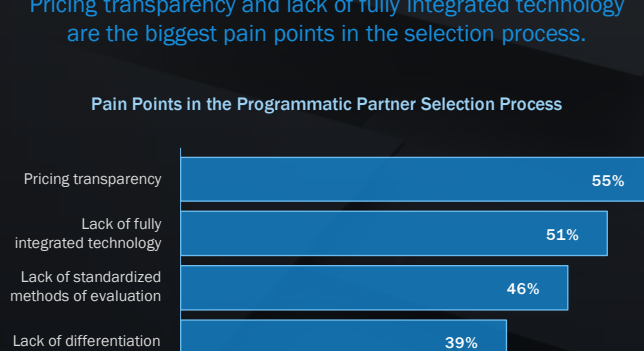 Pricing transparency and lack of fully integrated technology
are the biggest pain points in the selection process.
Pain Points in the Programmatic Partner Selection Process
Pricing transparency
55%
Lack of fully
integrated technology
51%
Lack of standardized
methods of evaluation
46%
Lack of differentiation
39%